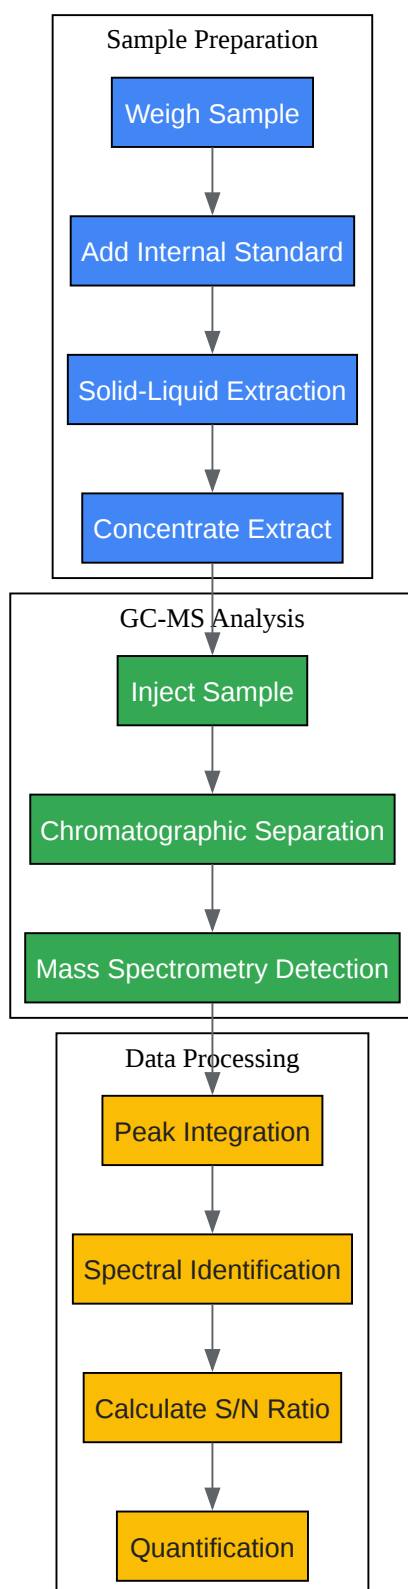 Sample Preparation
Weigh Sample
Add Internal Standard
Solid-Liquid Extraction
Concentrate Extract
GC-MS Analysis
Inject Sample
Chromatographic Separation
Mass Spectrometry Detection
Data Processing
Peak Integration
Spectral Identification
Calculate S/N Ratio
Quantification